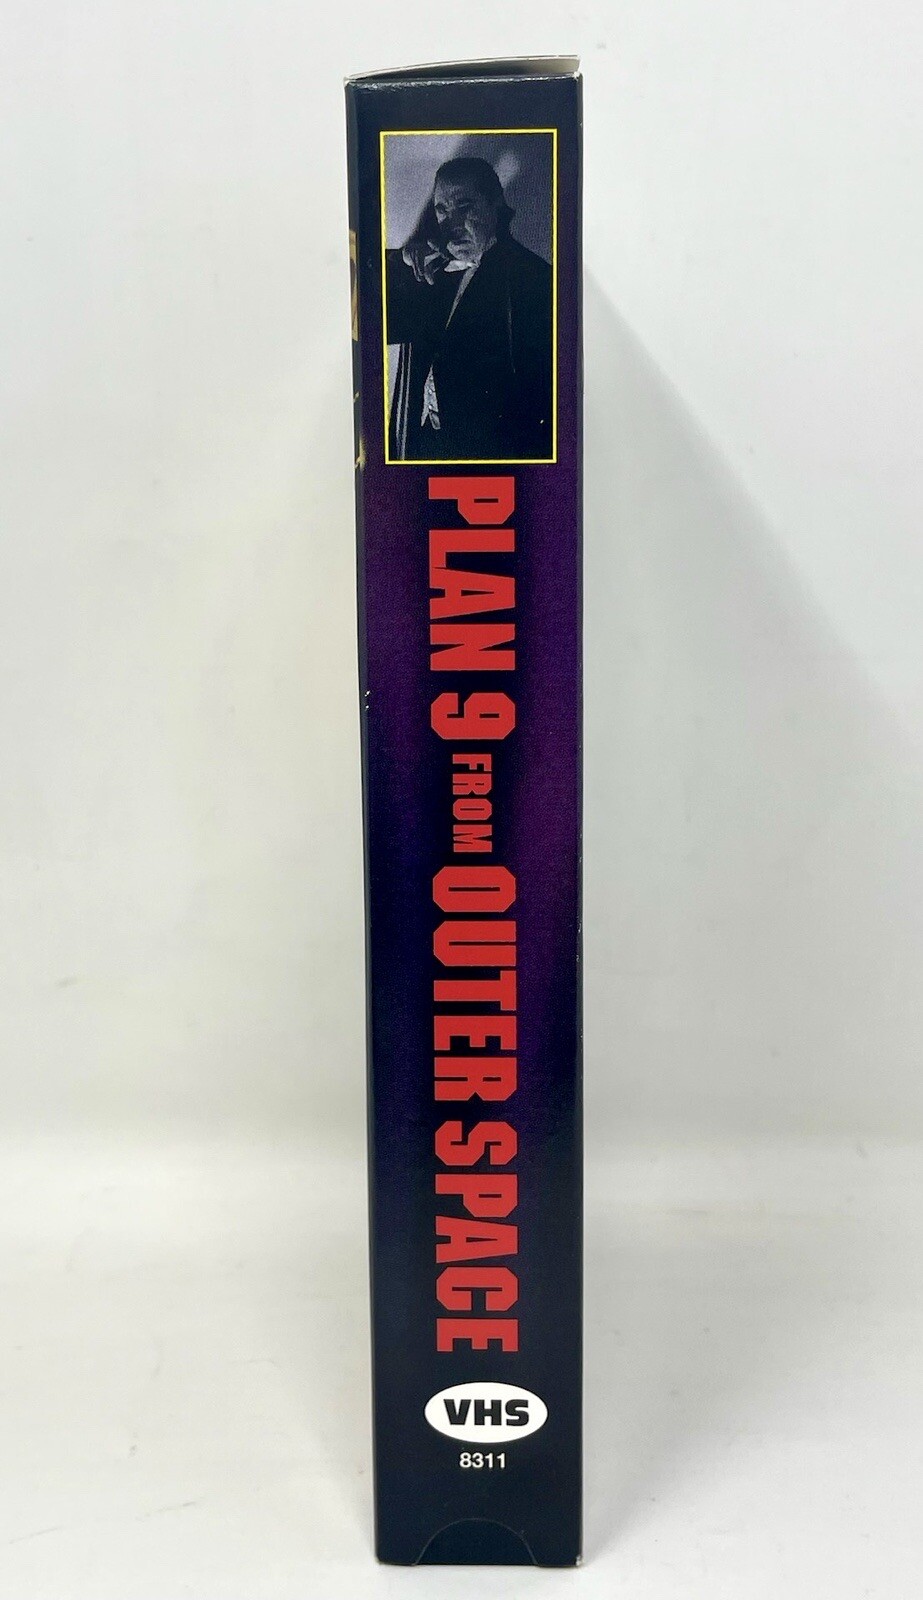 PLAN 9 FROM OUTER SPACE
VHS
8311